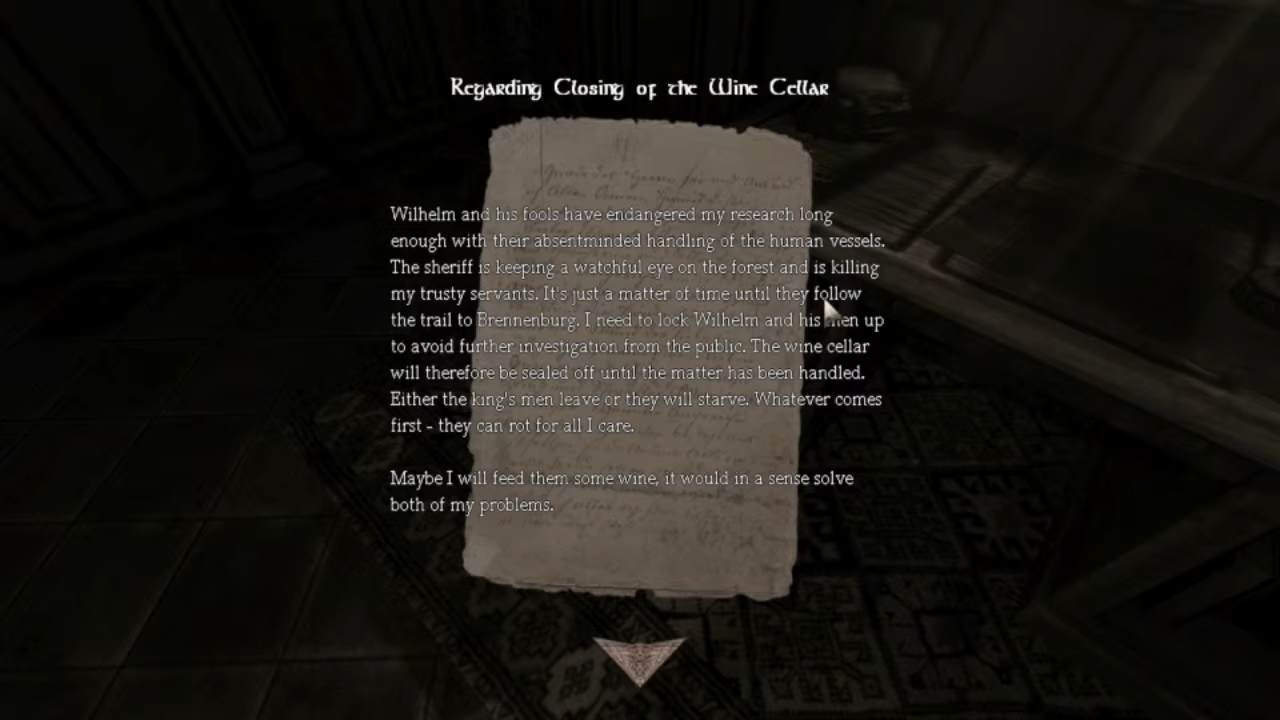 Regarding Closing of the Wine Cellar
Wilhelm and his fools have endangered my research long
enough with their absentminded handling of the human vessels.
The sheriff is keeping a watchful eye on the forest and is killing
my trusty servants. It's just a matter of time until they follow
the trail to Brennenburg. I need to lock Wilhelm and his men up
to avoid further investigation from the public. The wine cellar
will therefore be sealed off until the matter has been handled.
Either the king's men leave or they will starve. Whatever comes
first - they can rot for all I care.
Maybe I will feed them some wine, it would in a sense solve
both of my problems.